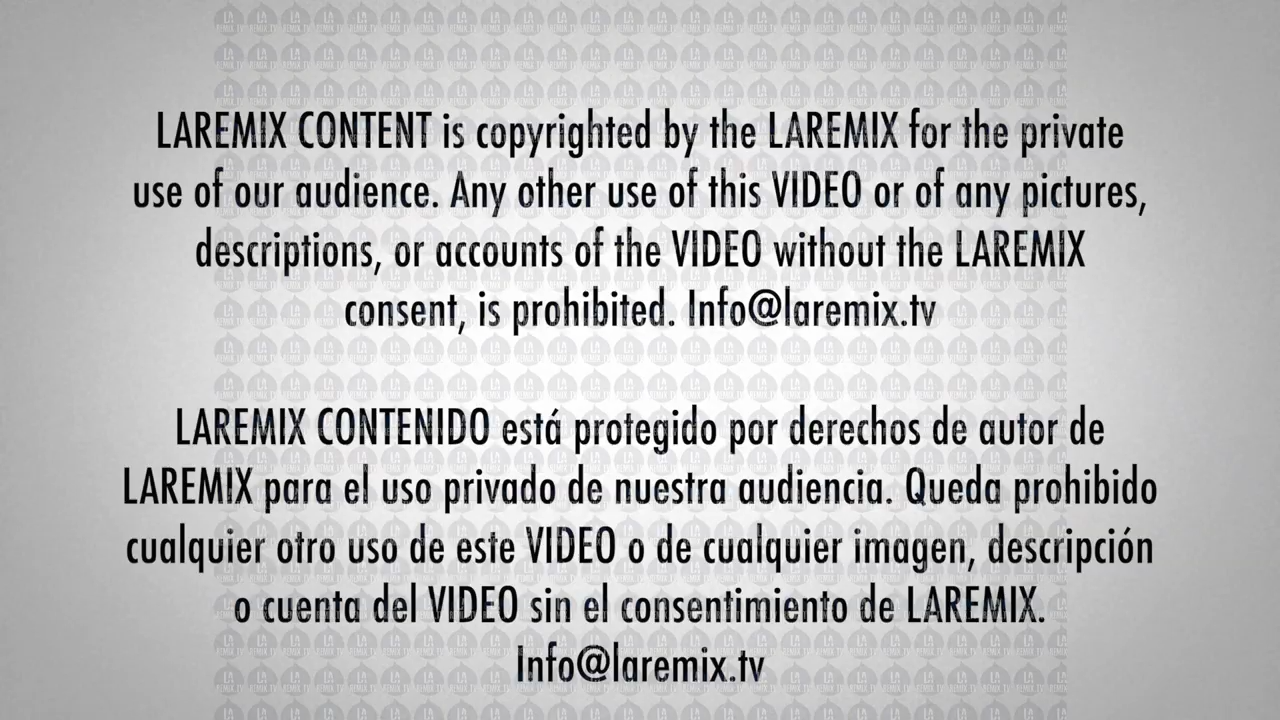 LAREMIX CONTENT is copyrighted by the LAREMIX for the private
use of our audience. Any other use of this VIDEO or of any pictures,
descriptions, or accounts of the VIDEO without the LAREMIX
consent, is prohibited. Info@laremix.tv
LAREMIX CONTENIDO está protegido por derechos de autor de
LAREMIX para el uso privado de nuestra audiencia. Queda prohibido
cualquier otro uso de este VIDEO o de cualquier imagen, descripción
o cuenta del VIDEO sin el consentimiento de LAREMIX.
Info@laremix.tv